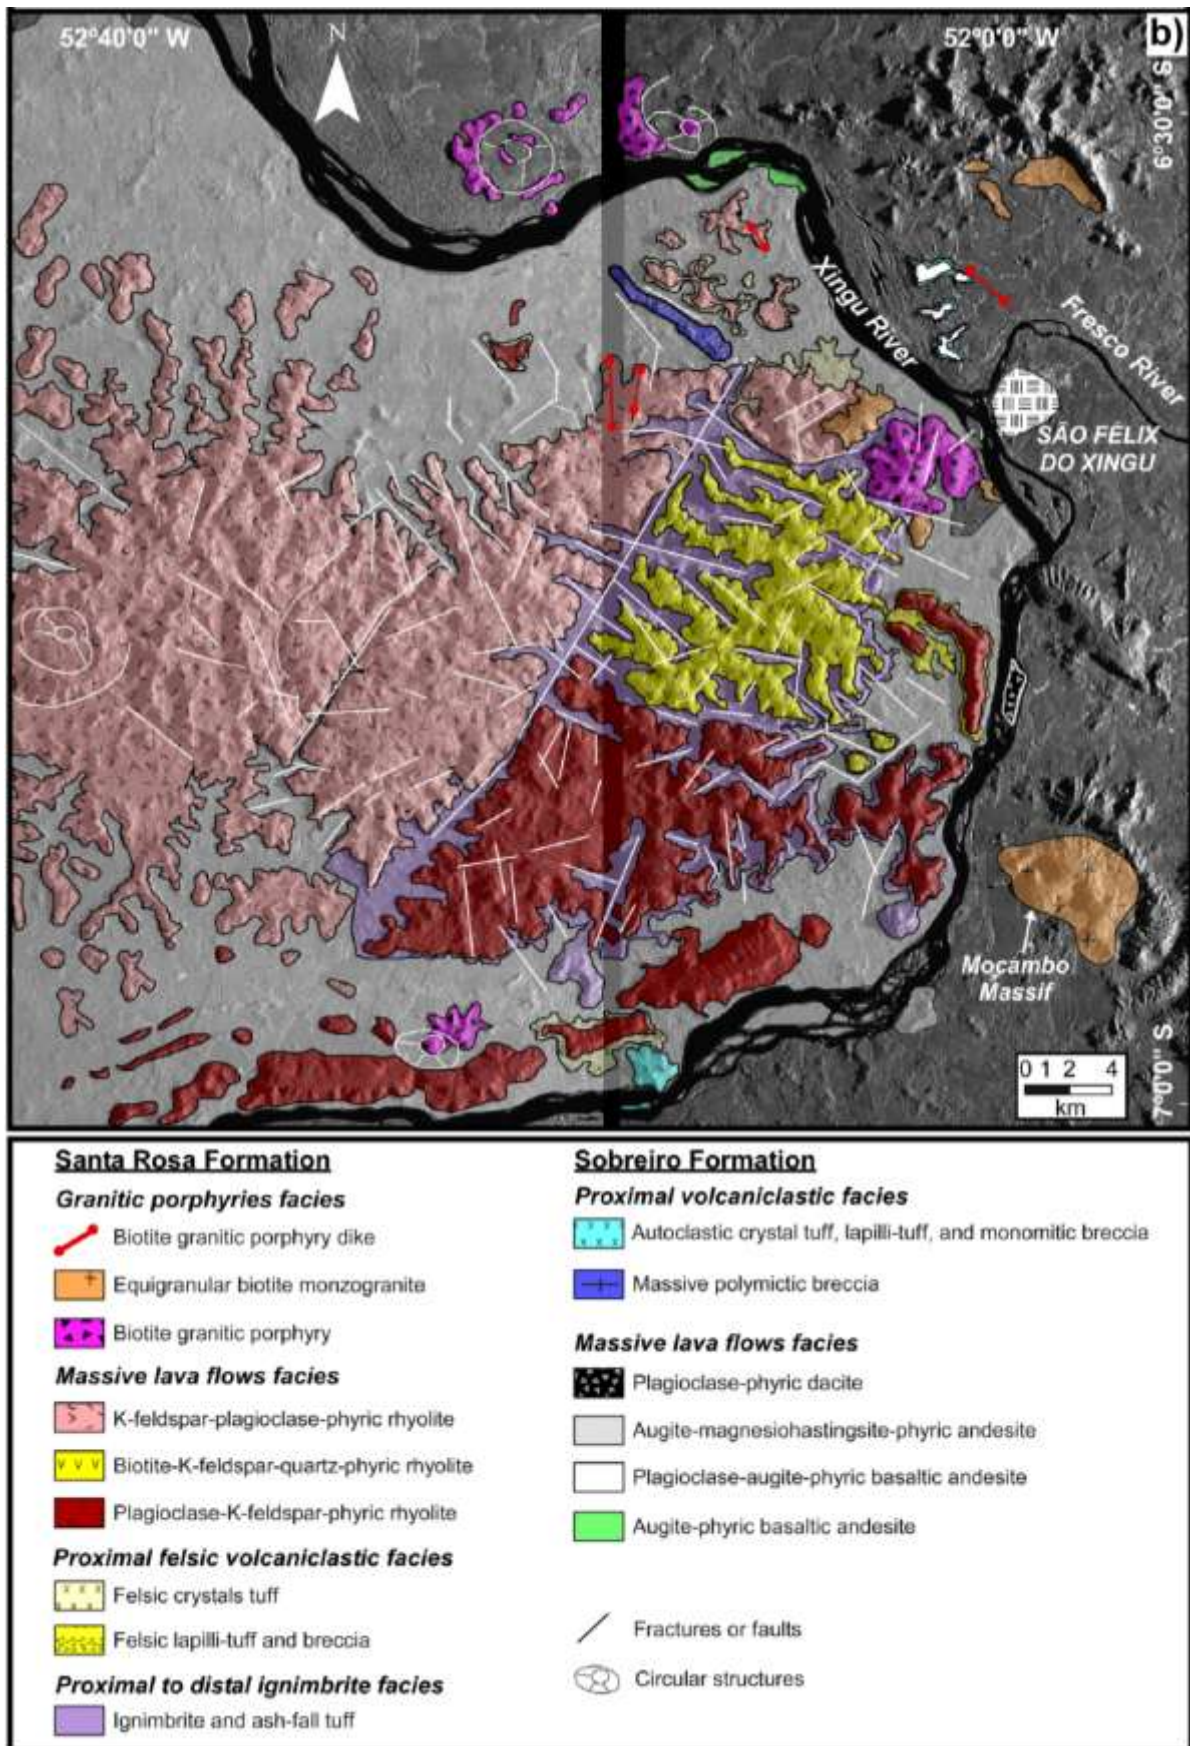 52°40'0" W
N
52°0'0" W
b)
6°30'0" S
Xingu River
Fresco River
SÃO FÉLIX
DO XINGU
Mocambo
Massif
0 1 2 4
km
7°0'0" S
Santa Rosa Formation
Granitic porphyries facies
Biotite granitic porphyry dike
Equigranular biotite monzogranite
Biotite granitic porphyry
Massive lava flows facies
K-feldspar-plagioclase-phyric rhyolite
Biotite-K-feldspar-quartz-phyric rhyolite
Plagioclase-K-feldspar-phyric rhyolite
Proximal felsic volcaniclastic facies
Felsic crystals tuff
Felsic lapilli-tuff and breccia
Proximal to distal ignimbrite facies
Ignimbrite and ash-fall tuff
Sobreiro Formation
Proximal volcaniclastic facies
Autoclastic crystal tuff, lapilli-tuff, and monomitic breccia
Massive polymictic breccia
Massive lava flows facies
Plagioclase-phyric dacite
Augite-magnesiohastingsite-phyric andesite
Plagioclase-augite-phyric basaltic andesite
Augite-phyric basaltic andesite
Fractures or faults
Circular structures